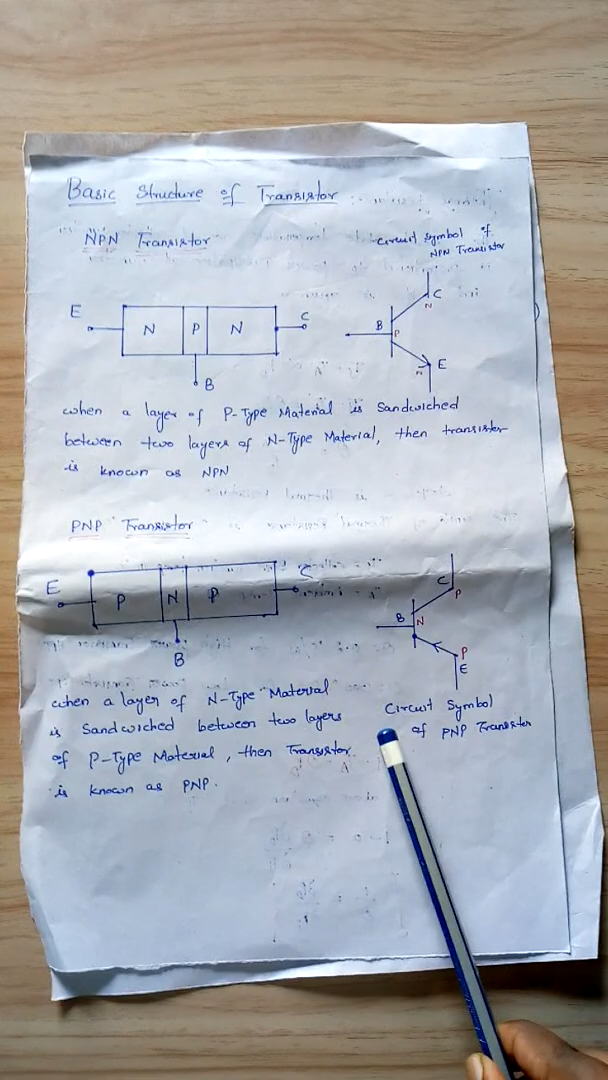 Basic Structure of Transistor
NPN Transistor
circuit symbol of
NPN Transistor
E
N
P
N
C
B
C
N
B
P
N
E
when a layer of P-Type Material is Sandwiched
between two layers of N-Type Material, then transistor
is known as NPN
PNP Transistor
E
P
N
P
C
B
C
P
B
N
P
E
when a layer of N-Type Material
is Sandwiched between two layers
of P-Type Material, then Transistor
is known as PNP.
Circuit Symbol
of PNP Transistor